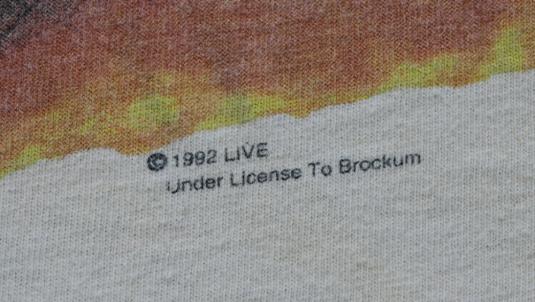 © 1992 LIVE
Under License To Brockum